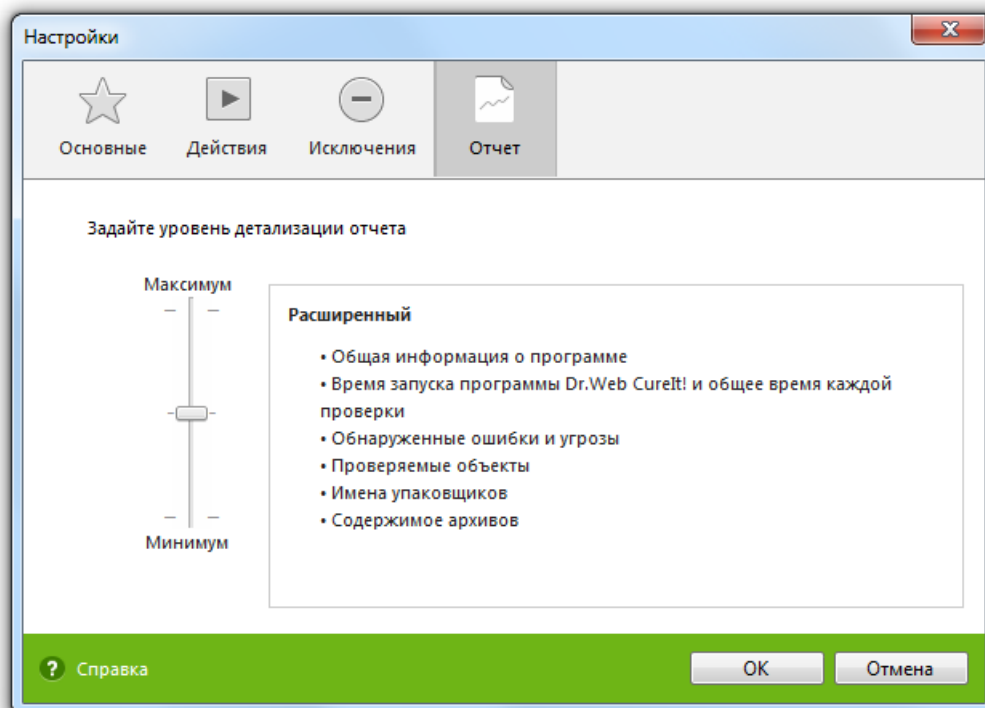 Настройки
Основные
Действия
Исключения
Отчет
Задайте уровень детализации отчета
Максимум
Минимум
Расширенный
• Общая информация о программе
• Время запуска программы Dr.Web CureIt! и общее время каждой
проверки
• Обнаруженные ошибки и угрозы
• Проверяемые объекты
• Имена упаковщиков
• Содержимое архивов
? Справка
OK
Отмена